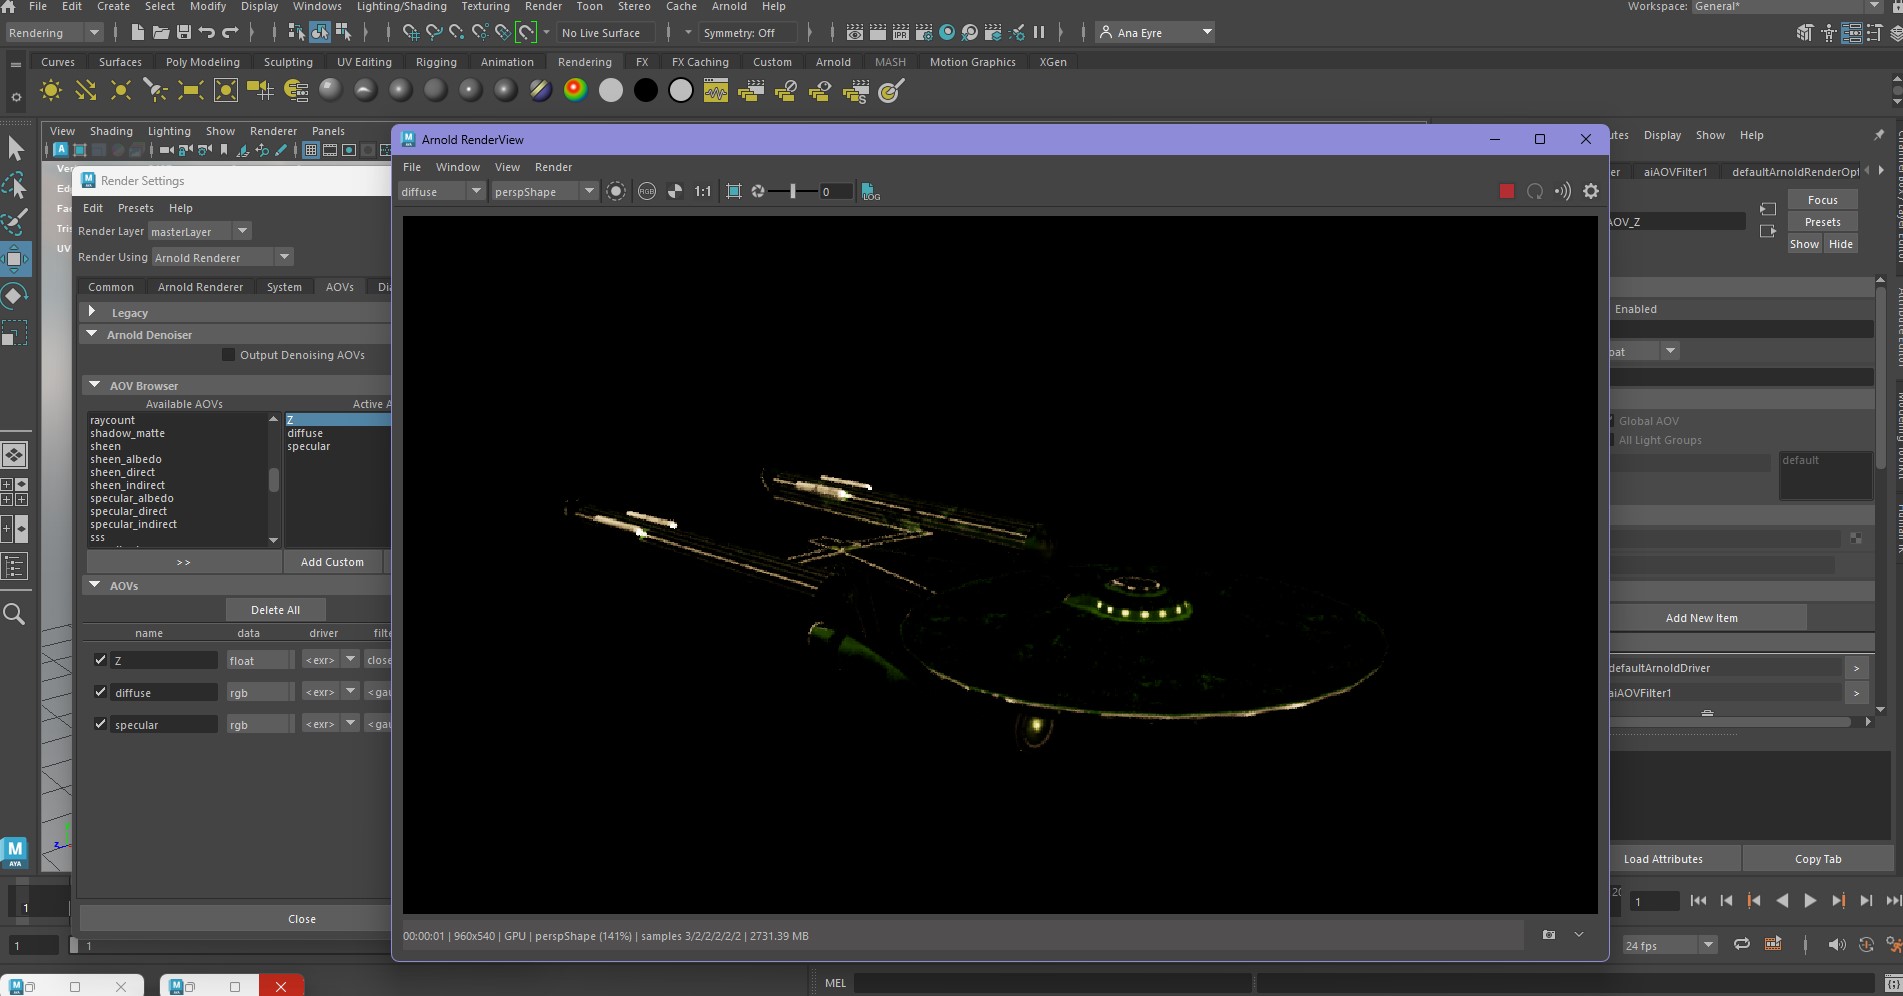 File Edit Create Select Modify Display Windows Lighting/Shading Texturing Render Toon Stereo Cache Arnold Help
Workspace: General*
Rendering
No Live Surface
Symmetry: Off
Ana Eyre
Curves Surfaces Poly Modeling Sculpting UV Editing Rigging Animation Rendering FX FX Caching Custom Arnold MASH Motion Graphics XGen
View Shading Lighting Show Renderer Panels
Arnold RenderView
Display Show Help
Render Settings
File Window View Render
aiAOVFilter1
defaultArnoldRenderOpt
diffuse
perspShape
RGB
1:1
0
LOG
Edit Presets Help
Focus
Presets
Show Hide
AOV_Z
UV
Render Layer masterLayer
Render Using Arnold Renderer
Common Arnold Renderer System AOVs
Legacy
Arnold Denoiser
Output Denoising AOVs
AOV Browser
Available AOVs
Active A
raycount
shadow_matte
sheen
sheen_albedo
sheen_direct
sheen_indirect
specular_albedo
specular_direct
specular_indirect
sss
Z
diffuse
specular
>>
Add Custom
AOVs
Delete All
name data driver filte
Z float <exr> close
diffuse rgb <exr> <gau
specular rgb <exr> <gau
Close
Enabled
oat
Global AOV
All Light Groups
default
Add New Item
defaultArnoldDriver >
aiAOVFilter1 >
Load Attributes
Copy Tab
00:00:01 | 960x540 | GPU | perspShape (141%) | samples 3/2/2/2/2/2 | 2731.39 MB
1
1
1
1
24 fps
MEL
M
AYA